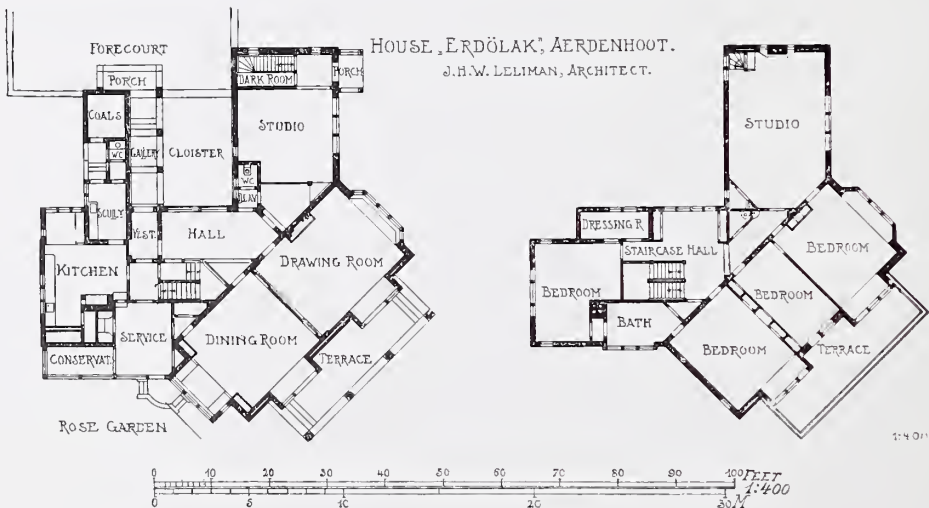 HOUSE „ERDÖLAK”, AERDENHOOT.
J.H.W. LELIMAN, ARCHITECT.
FORECOURT
PORCH
COALS
WC
GALLERY
CLOISTER
DARK ROOM
PORCH
STUDIO
WC
LAV
SCULLY
VEST.
HALL
KITCHEN
DRAWING ROOM
SERVICE
DINING ROOM
TERRACE
CONSERVAT.
ROSE GARDEN
STUDIO
DRESSING R.
STAIRCASE HALL
BEDROOM
BEDROOM
BEDROOM
BATH
BEDROOM
TERRACE
0 10 20 30 40 50 60 70 80 90 100 FEET
1:400
0 5 10 20 30 M